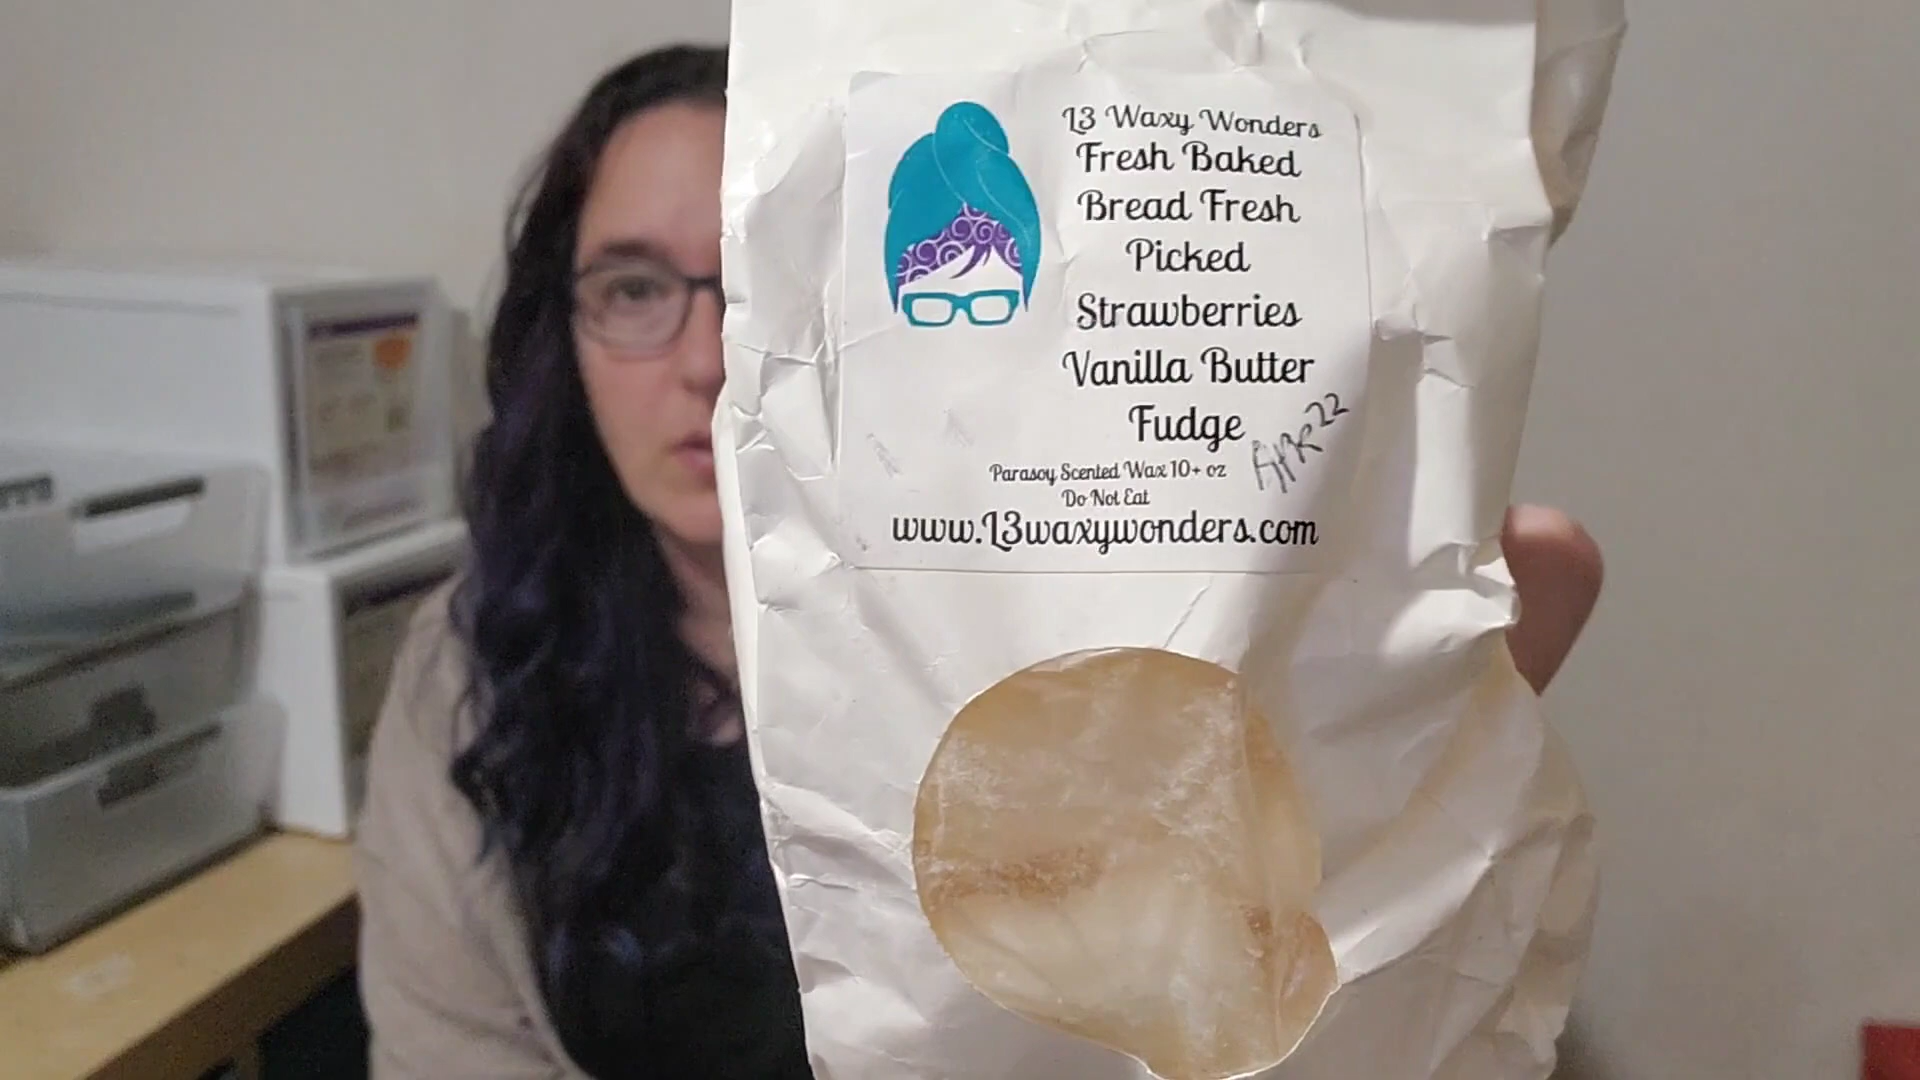 L3 Waxy Wonders
Fresh Baked
Bread Fresh
Picked
Strawberries
Vanilla Butter
Fudge
APR 22
Parasoy Scented Wax 10+ oz
Do Not Eat
www.L3waxywonders.com